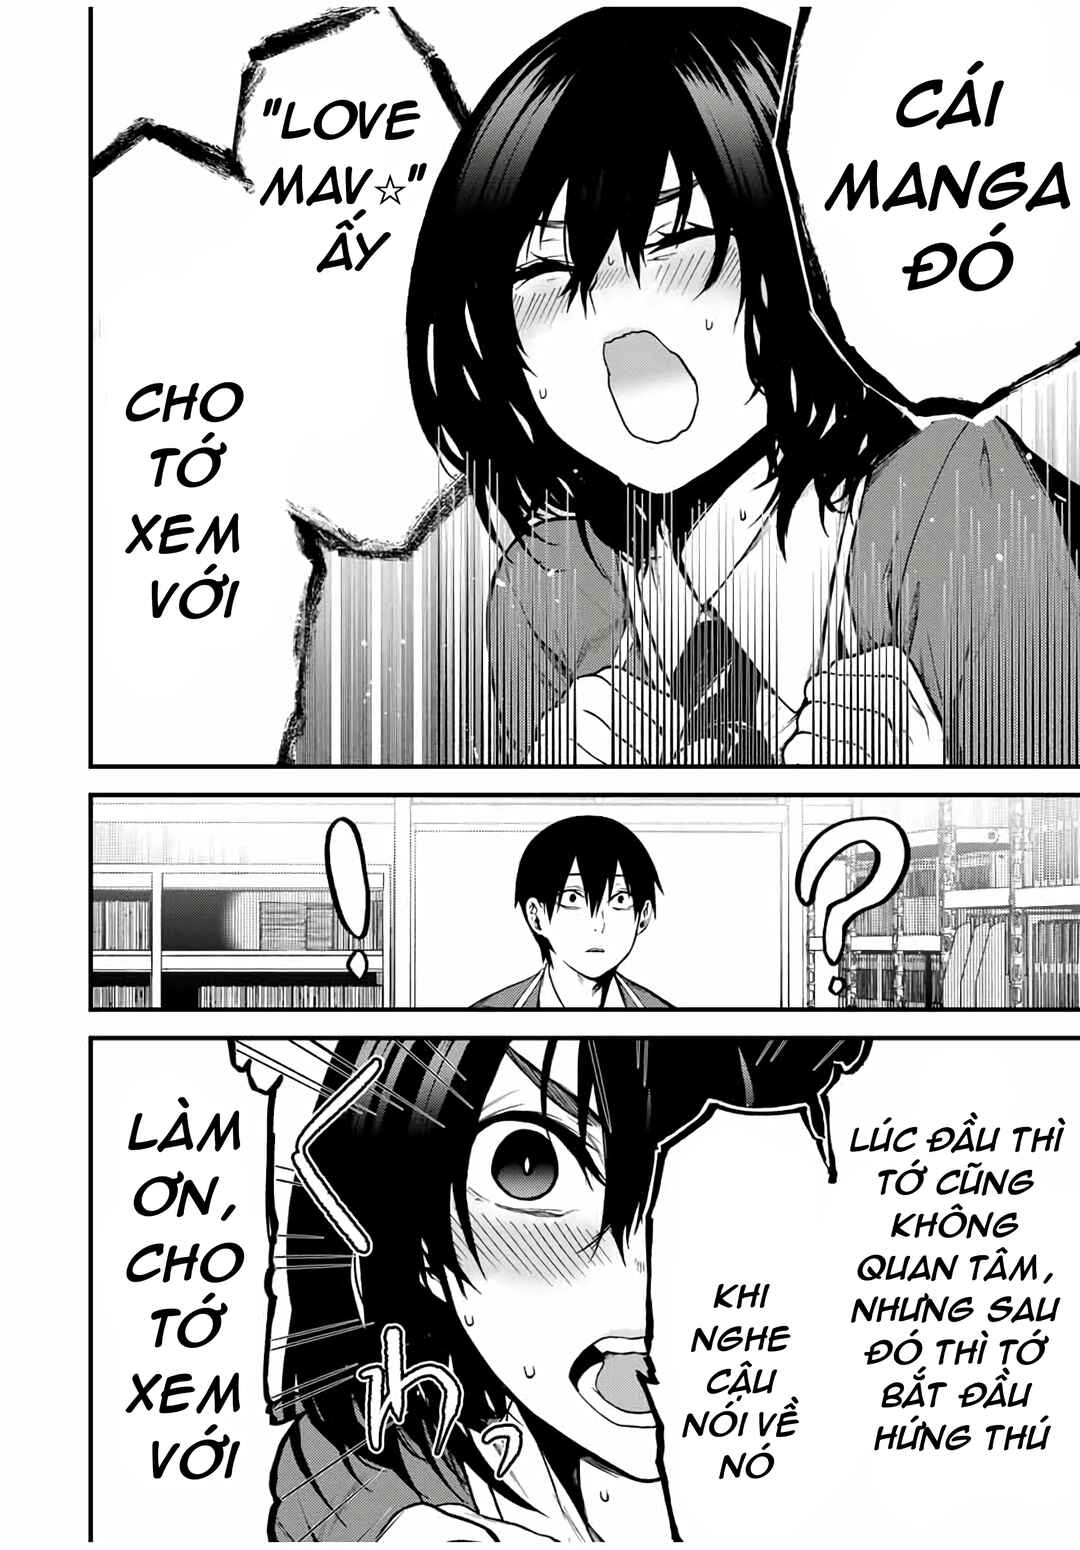 CÁI
MANGA
ĐÓ
"LOVE
MAV☆"
ẤY
CHO
TỚ
XEM
VỚI
!
?
LÚC ĐẦU THÌ
TỚ CŨNG
KHÔNG
QUAN TÂM,
NHƯNG SAU
ĐÓ THÌ TỚ
BẮT ĐẦU
HỨNG THÚ
KHI
NGHE
CẬU
NÓI VỀ
NÓ
LÀM
ƠN,
CHO
TỚ
XEM
VỚI